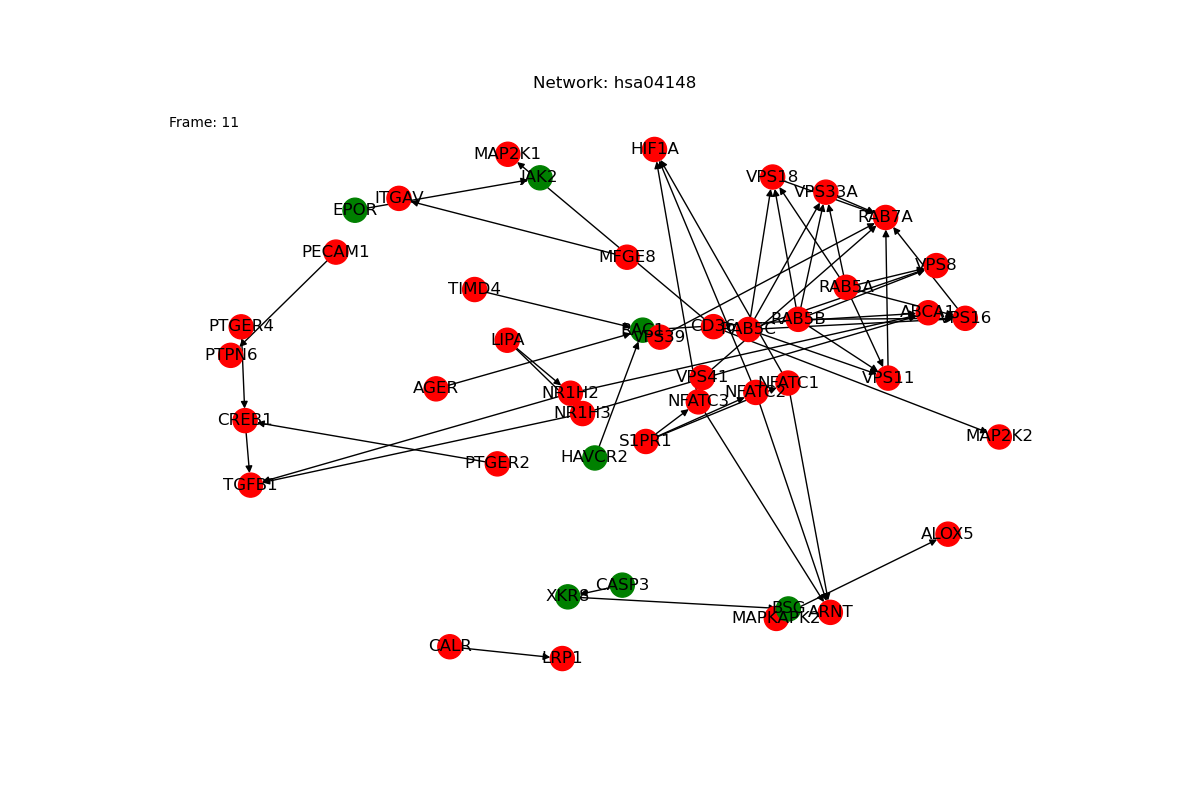 Network: hsa04148
Frame: 11
HIF1A
MAP2K1
JAK2
VPS18
VPS33A
ITGAV
EPOR
RAB7A
PECAM1
MFGE8
VPS8
TIMD4
RAB5A
ABCA1
VPS16
RAB5B
PTGER4
CD36
RAB5C
RAC1
VPS39
LIPA
PTPN6
VPS41
VPS11
NFATC1
AGER
NR1H2
NFATC2
NFATC3
NR1H3
CREB1
MAP2K2
S1PR1
HAVCR2
PTGER2
TGFB1
ALOX5
CASP3
XKR8
BSG
ARNT
MAPKAPK2
CALR
LRP1